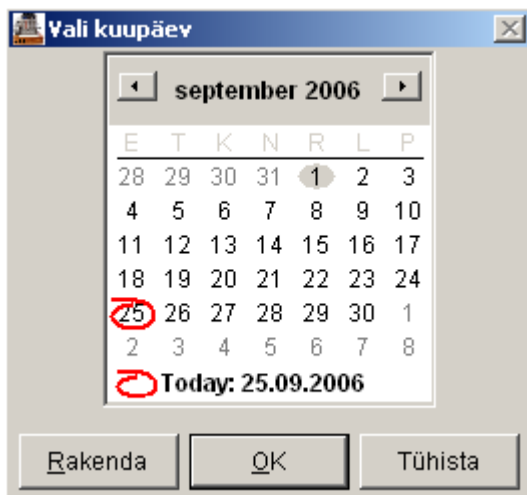 Vali kuupäev
september 2006
E T K N R L P
28 29 30 31 1 2 3
4 5 6 7 8 9 10
11 12 13 14 15 16 17
18 19 20 21 22 23 24
25 26 27 28 29 30 1
2 3 4 5 6 7 8
Today: 25.09.2006
Rakenda OK Tühista